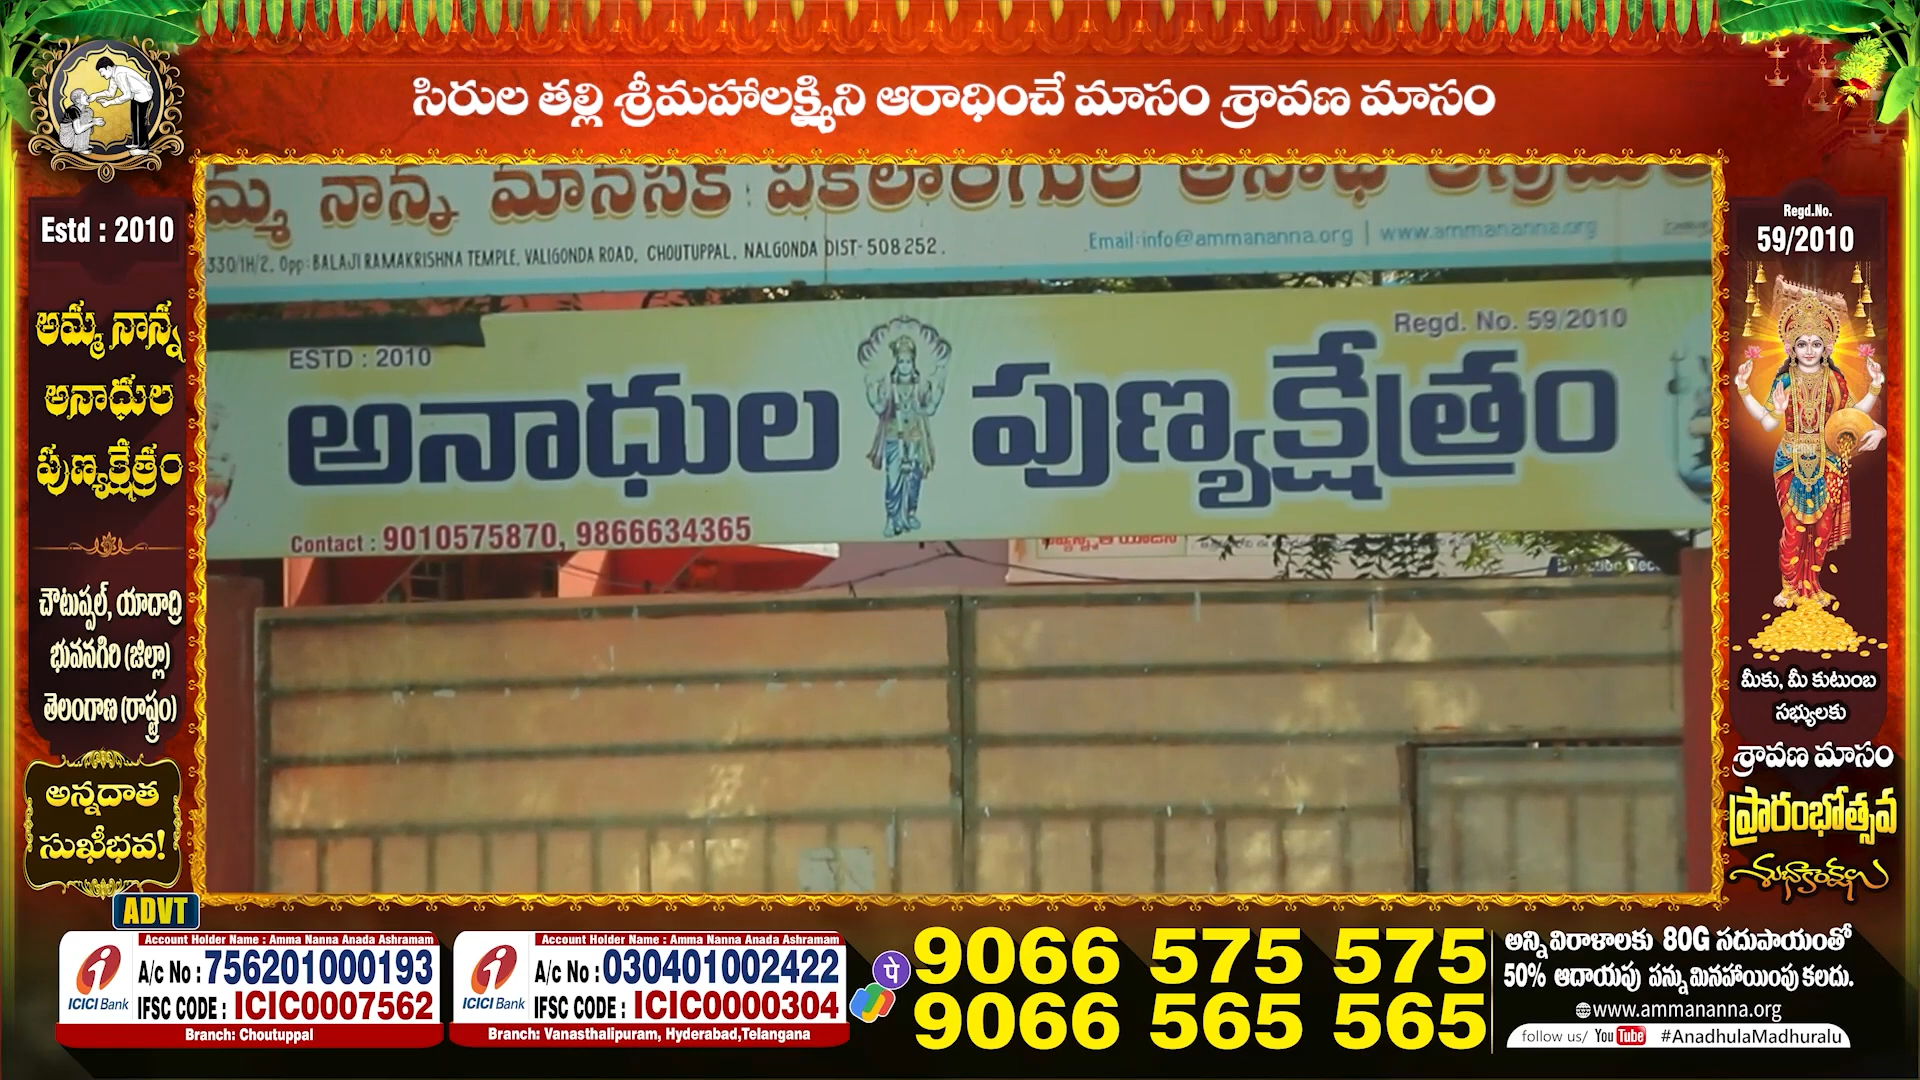 సిరుల తల్లి శ్రీమహాలక్ష్మిని ఆరాధించే మాసం శ్రావణ మాసం
Estd : 2010
అమ్మ నాన్న
అనాధుల
పుణ్యక్షేత్రం
చౌటుప్పల్, యాదాద్రి
భువనగిరి (జిల్లా)
తెలంగాణ (రాష్ట్రం)
అన్నదాత
సుఖీభవ!
ADVT
మ్మ నాన్న మానసిక వికలాంగుల అనాథ
330/1H/2, Opp: BALAJI RAMAKRISHNA TEMPLE, VALIGONDA ROAD, CHOUTUPPAL, NALGONDA DIST- 508 252.
Email:info@ammananna.org | www.ammananna.org
ESTD : 2010
Regd. No. 59/2010
అనాధుల పుణ్యక్షేత్రం
Contact : 9010575870, 9866634365
Regd.No.
59/2010
మీకు, మీ కుటుంబ
సభ్యులకు
శ్రావణ మాసం
ప్రారంభోత్సవ
శుభాకాంక్షలు
Account Holder Name : Amma Nanna Anada Ashramam
A/c No : 756201000193
IFSC CODE : ICIC0007562
ICICI Bank
Branch: Choutuppal
Account Holder Name : Amma Nanna Anada Ashramam
A/c No : 030401002422
IFSC CODE : ICIC0000304
ICICI Bank
Branch: Vanasthalipuram, Hyderabad,Telangana
पे
9066 575 575
9066 565 565
అన్ని విరాళాలకు 80G సదుపాయంతో
50% ఆదాయపు పన్ను మినహాయింపు కలదు.
www.ammananna.org
follow us/ YouTube #AnadhulaMadhuralu